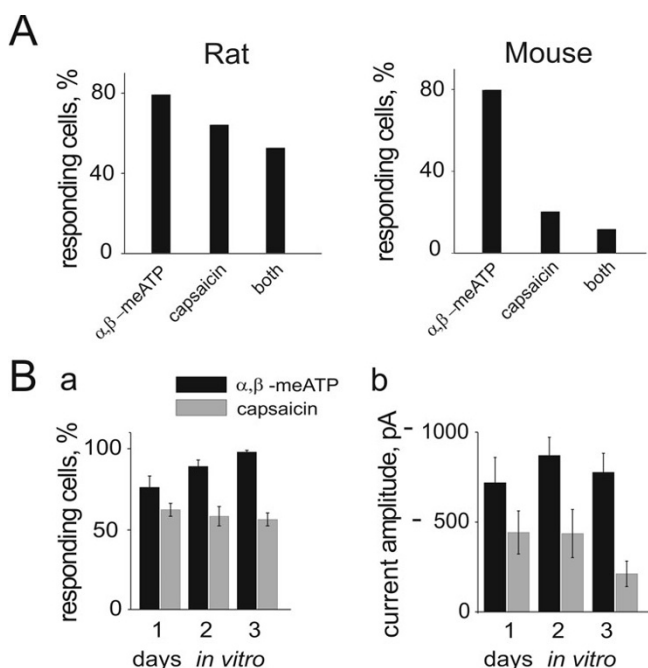 A
Rat
responding cells, %
80
40
0
α,β–meATP
capsaicin
both
Mouse
responding cells, %
80
40
0
α,β–meATP
capsaicin
both
B
a
α,β -meATP
capsaicin
responding cells, %
100
50
0
1 2 3
days in vitro
b
current amplitude, pA
- 1000
- 500
0
1 2 3
days in vitro